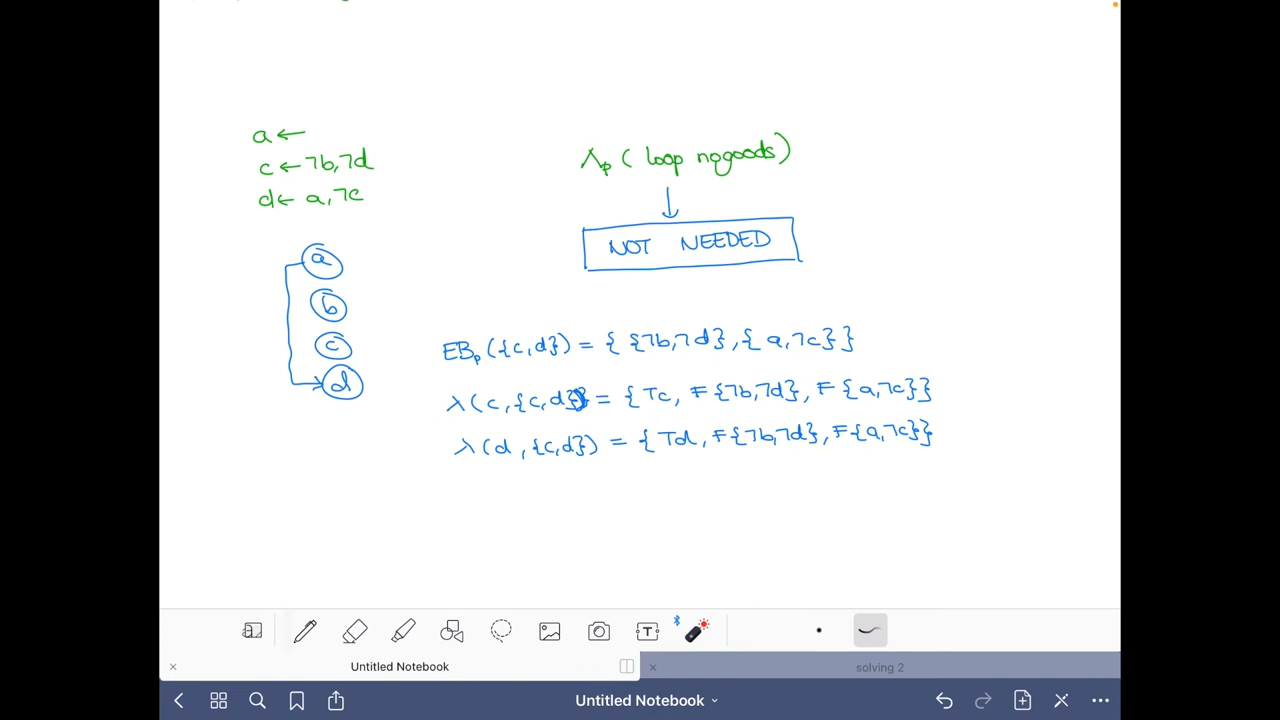 a ←
c ← ¬b, ¬d
d ← a, ¬c
Λp ( loop nogoods )
NOT NEEDED
a
b
c
d
EBp ({c,d}) = { {¬b,¬d}, { a,¬c} }
λ(c, {c,d}) = {Tc, F{¬b,¬d}, F{a,¬c}}
λ(d, {c,d}) = {Td, F{¬b,¬d}, F{a,¬c}}
T
Untitled Notebook
solving 2
Untitled Notebook